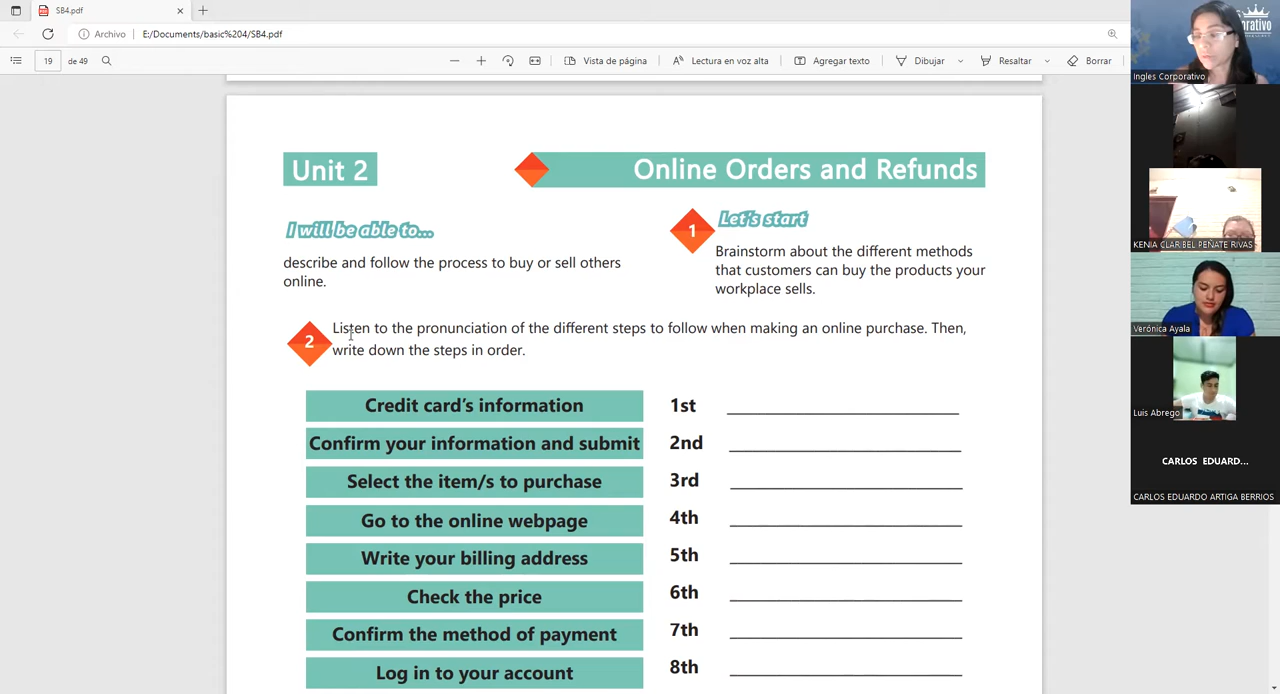 SB4.pdf
Archivo
E:/Documents/basic%204/SB4.pdf
19
de 49
Vista de página
Lectura en voz alta
Agregar texto
Dibujar
Resaltar
Borrar
Unit 2
Online Orders and Refunds
I will be able to...
describe and follow the process to buy or sell others
online.
1
Let's start
Brainstorm about the different methods
that customers can buy the products your
workplace sells.
2
Listen to the pronunciation of the different steps to follow when making an online purchase. Then,
write down the steps in order.
Credit card's information
1st
Confirm your information and submit
2nd
Select the item/s to purchase
3rd
Go to the online webpage
4th
Write your billing address
5th
Check the price
6th
Confirm the method of payment
7th
Log in to your account
8th
Ingles Corporativo
KENIA CLARIBEL PEÑATE RIVAS
Verónica Ayala
Luis Abrego
CARLOS EDUARD...
CARLOS EDUARDO ARTIGA BERRIOS